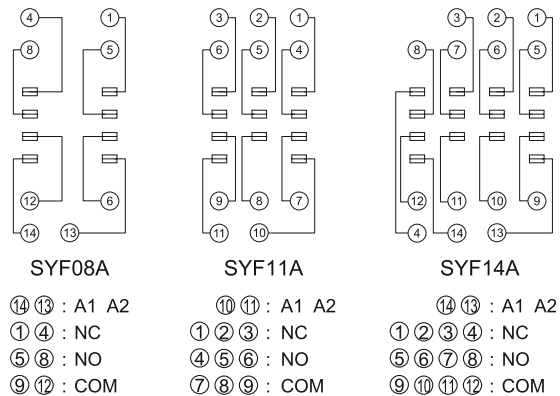 ④ ①
⑧ ⑤
⑫ ⑥
⑭ ⑬
SYF08A
⑭ ⑬ : A1 A2
① ④ : NC
⑤ ⑧ : NO
⑨ ⑫ : COM
③ ② ①
⑥ ⑤ ④
⑨ ⑧ ⑦
⑪ ⑩
SYF11A
⑩ ⑪ : A1 A2
① ② ③ : NC
④ ⑤ ⑥ : NO
⑦ ⑧ ⑨ : COM
③ ② ①
⑧ ⑦ ⑥ ⑤
⑫ ⑪ ⑩ ⑨
④ ⑭ ⑬
SYF14A
⑭ ⑬ : A1 A2
① ② ③ ④ : NC
⑤ ⑥ ⑦ ⑧ : NO
⑨ ⑩ ⑪ ⑫ : COM